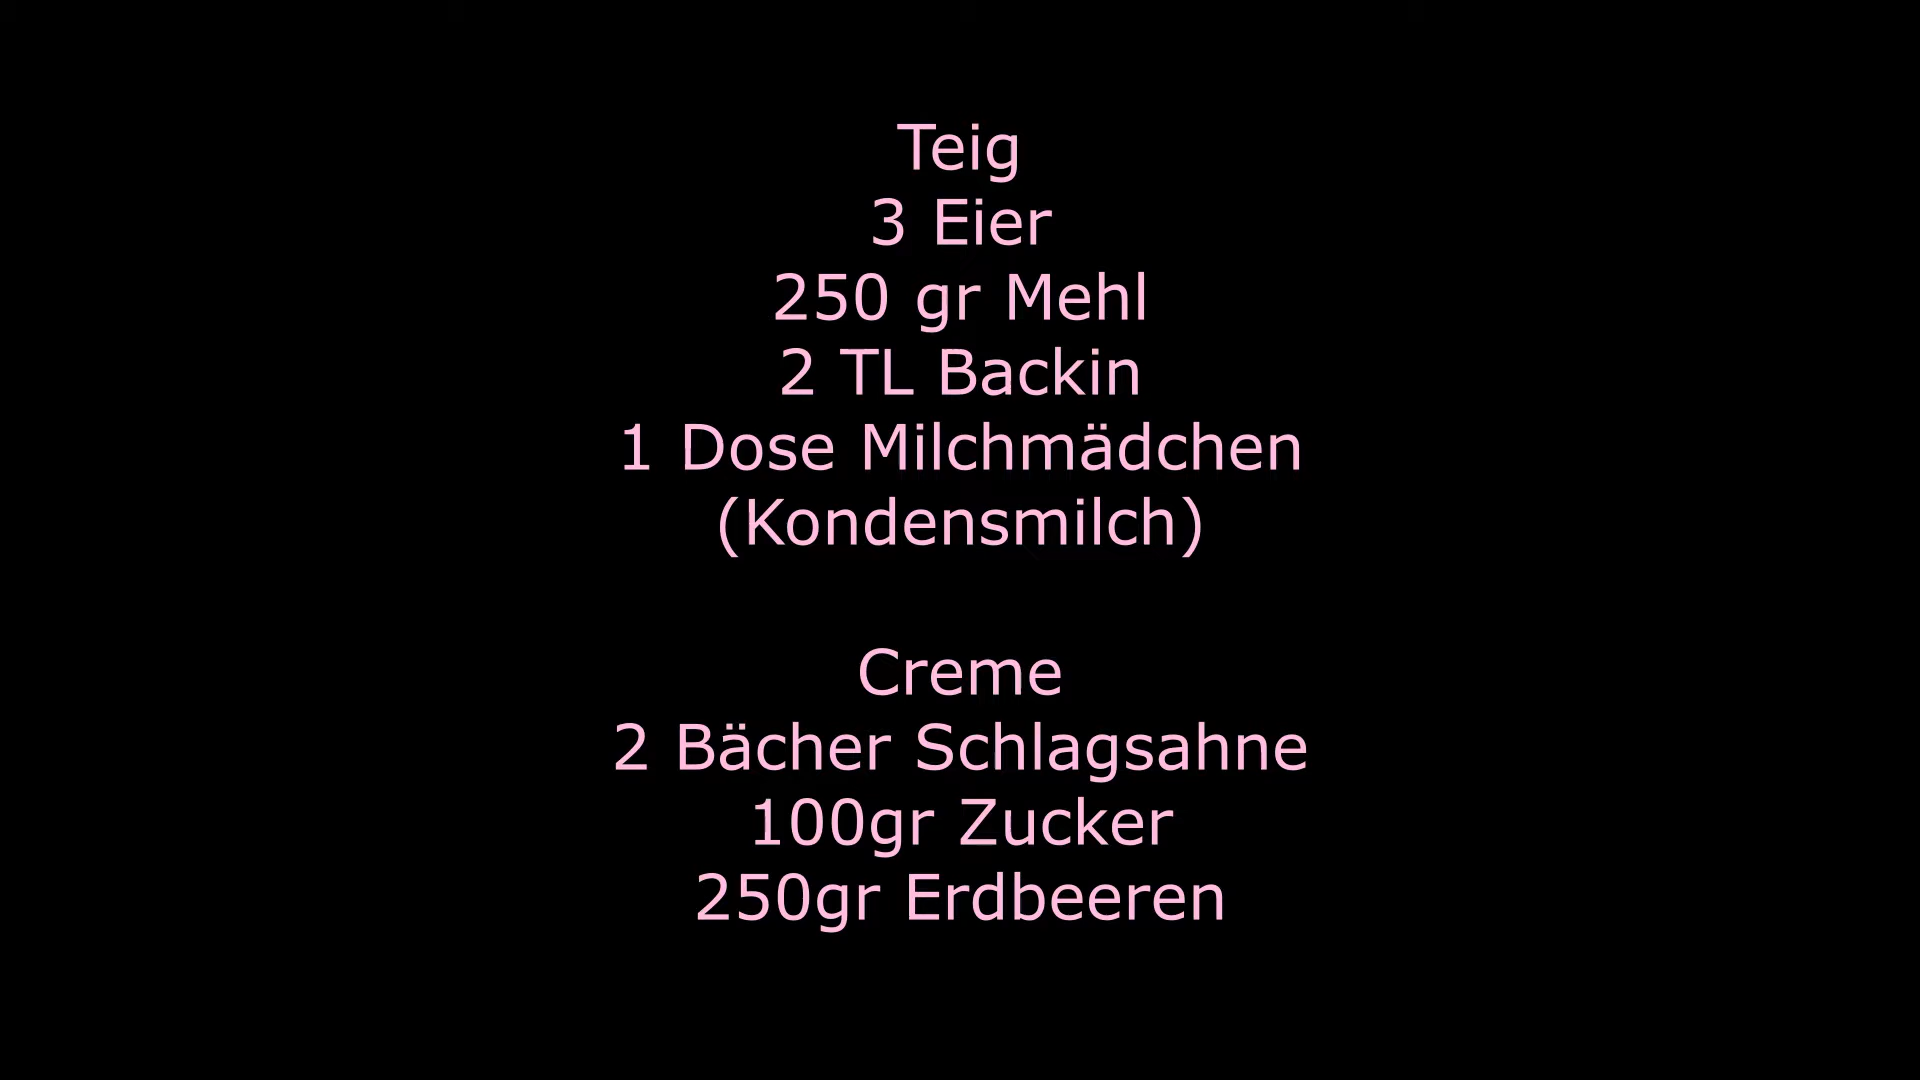 Teig
3 Eier
250 gr Mehl
2 TL Backin
1 Dose Milchmädchen
(Kondensmilch)
Creme
2 Bächer Schlagsahne
100gr Zucker
250gr Erdbeeren